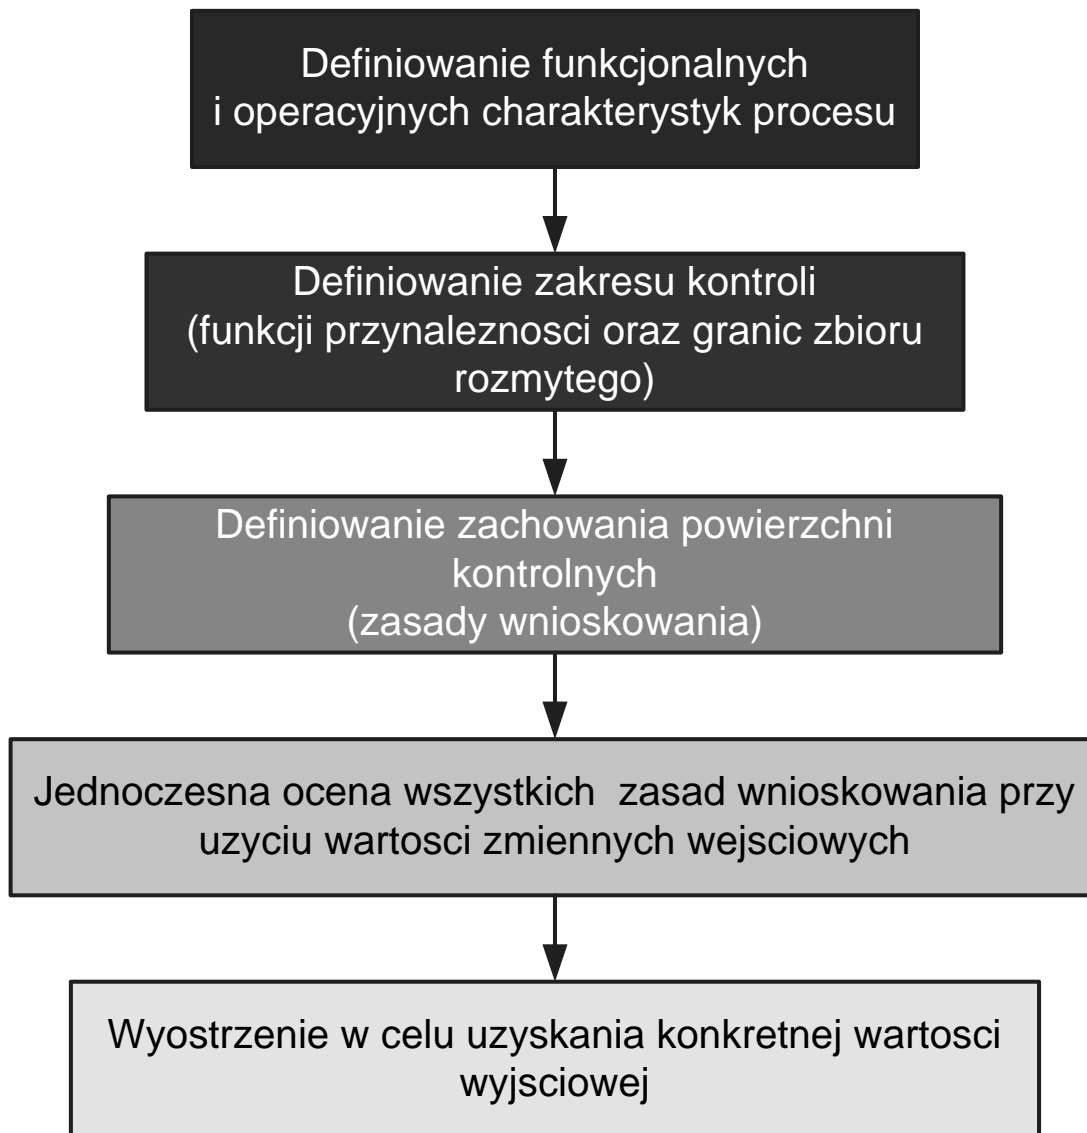 Definiowanie funkcjonalnych
i operacyjnych charakterystyk procesu
Definiowanie zakresu kontroli
(funkcji przynaleznosci oraz granic zbioru
rozmytego)
Definiowanie zachowania powierzchni
kontrolnych
(zasady wnioskowania)
Jednoczesna ocena wszystkich  zasad wnioskowania przy
uzyciu wartosci zmiennych wejsciowych
Wyostrzenie w celu uzyskania konkretnej wartosci
wyjsciowej